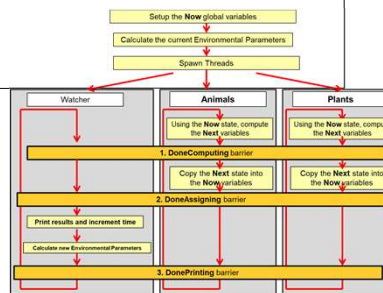 Setup the Now global variables
Calculate the current Environmental Parameters
Spawn Threads
Watcher
Animals
Plants
Using the Now state, compute
the Next variables
Using the Now state, comput
the Next variables
1. DoneComputing barrier
Copy the Next state into
the Now variables
Copy the Next state into
the Now variables
2. DoneAssigning barrier
Print results and increment time
Calculate new Environmental Parameters
3. DonePrinting barrier